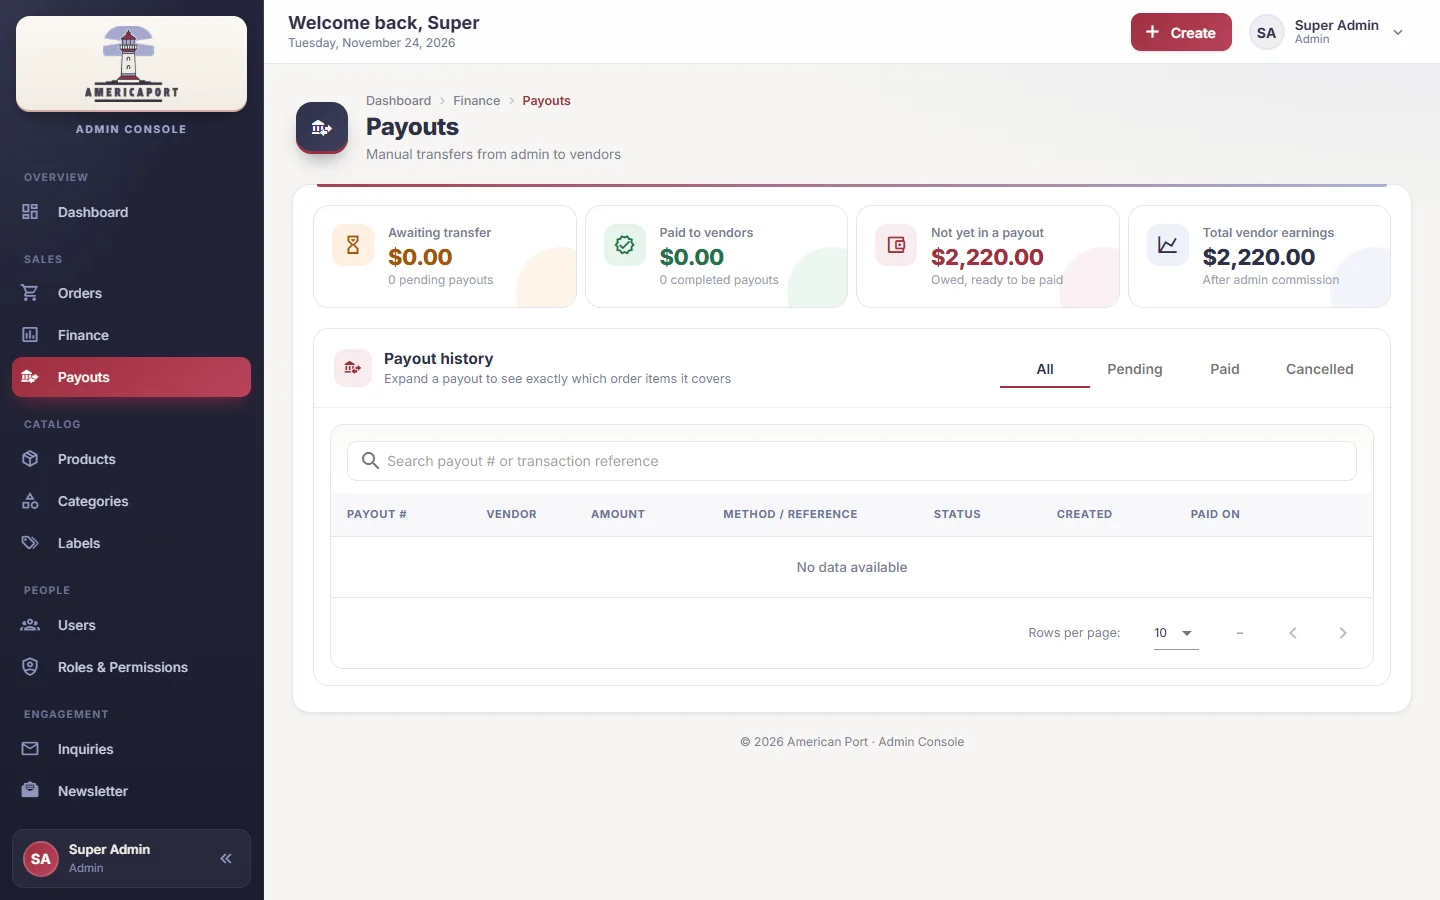 AMERICAPORT
ADMIN CONSOLE
OVERVIEW
Dashboard
SALES
Orders
Finance
Payouts
CATALOG
Products
Categories
Labels
PEOPLE
Users
Roles & Permissions
ENGAGEMENT
Inquiries
Newsletter
SA
Super Admin
Admin
Welcome back, Super
Tuesday, November 24, 2026
Create
SA
Super Admin
Admin
Dashboard > Finance > Payouts
Payouts
Manual transfers from admin to vendors
Awaiting transfer
$0.00
0 pending payouts
Paid to vendors
$0.00
0 completed payouts
Not yet in a payout
$2,220.00
Owed, ready to be paid
Total vendor earnings
$2,220.00
After admin commission
Payout history
Expand a payout to see exactly which order items it covers
All Pending Paid Cancelled
Search payout # or transaction reference
PAYOUT # VENDOR AMOUNT METHOD / REFERENCE STATUS CREATED PAID ON
No data available
Rows per page: 10 –
© 2026 American Port · Admin Console